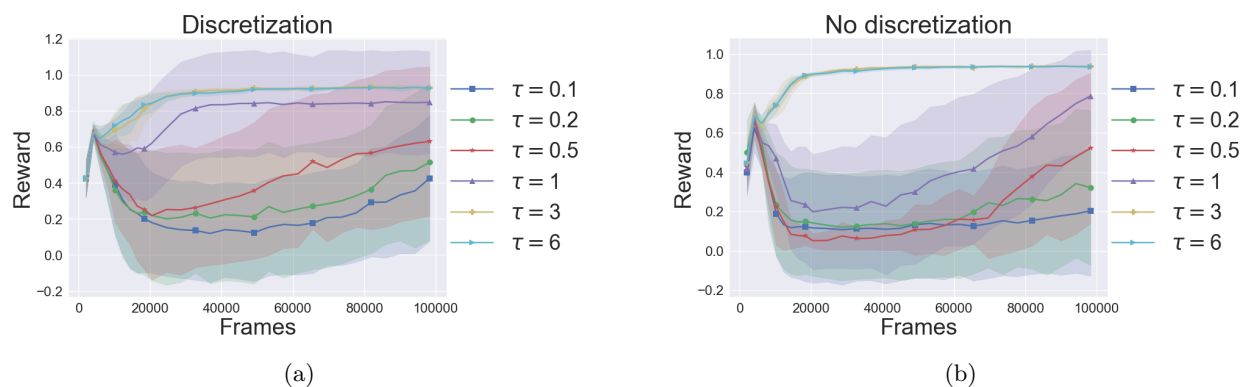 Discretization
1.2
1.0
0.8
0.6
0.4
0.2
0.0
−0.2
Reward
0 20000 40000 60000 80000 100000
Frames
τ = 0.1
τ = 0.2
τ = 0.5
τ = 1
τ = 3
τ = 6
(a)
No discretization
1.0
0.8
0.6
0.4
0.2
0.0
−0.2
Reward
0 20000 40000 60000 80000 100000
Frames
τ = 0.1
τ = 0.2
τ = 0.5
τ = 1
τ = 3
τ = 6
(b)